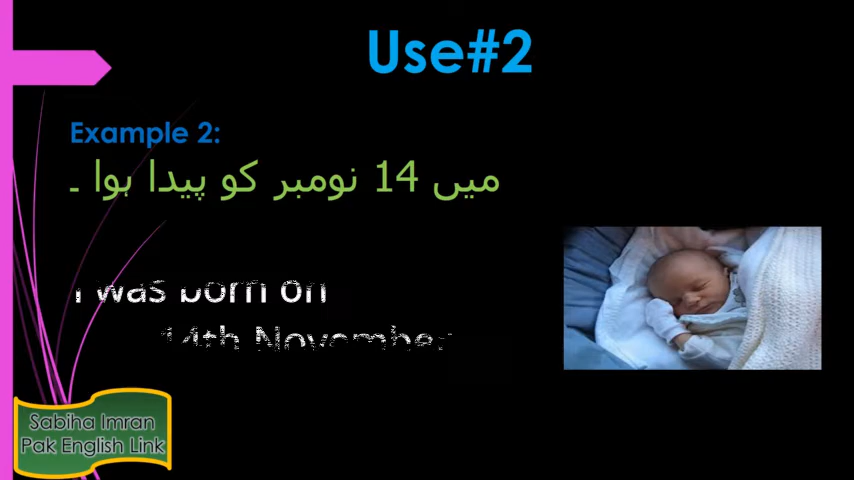 Use#2
Example 2:
میں 14 نومبر کو پیدا ہوا ۔
I was born on
14th November
Sabiha Imran
Pak English Link